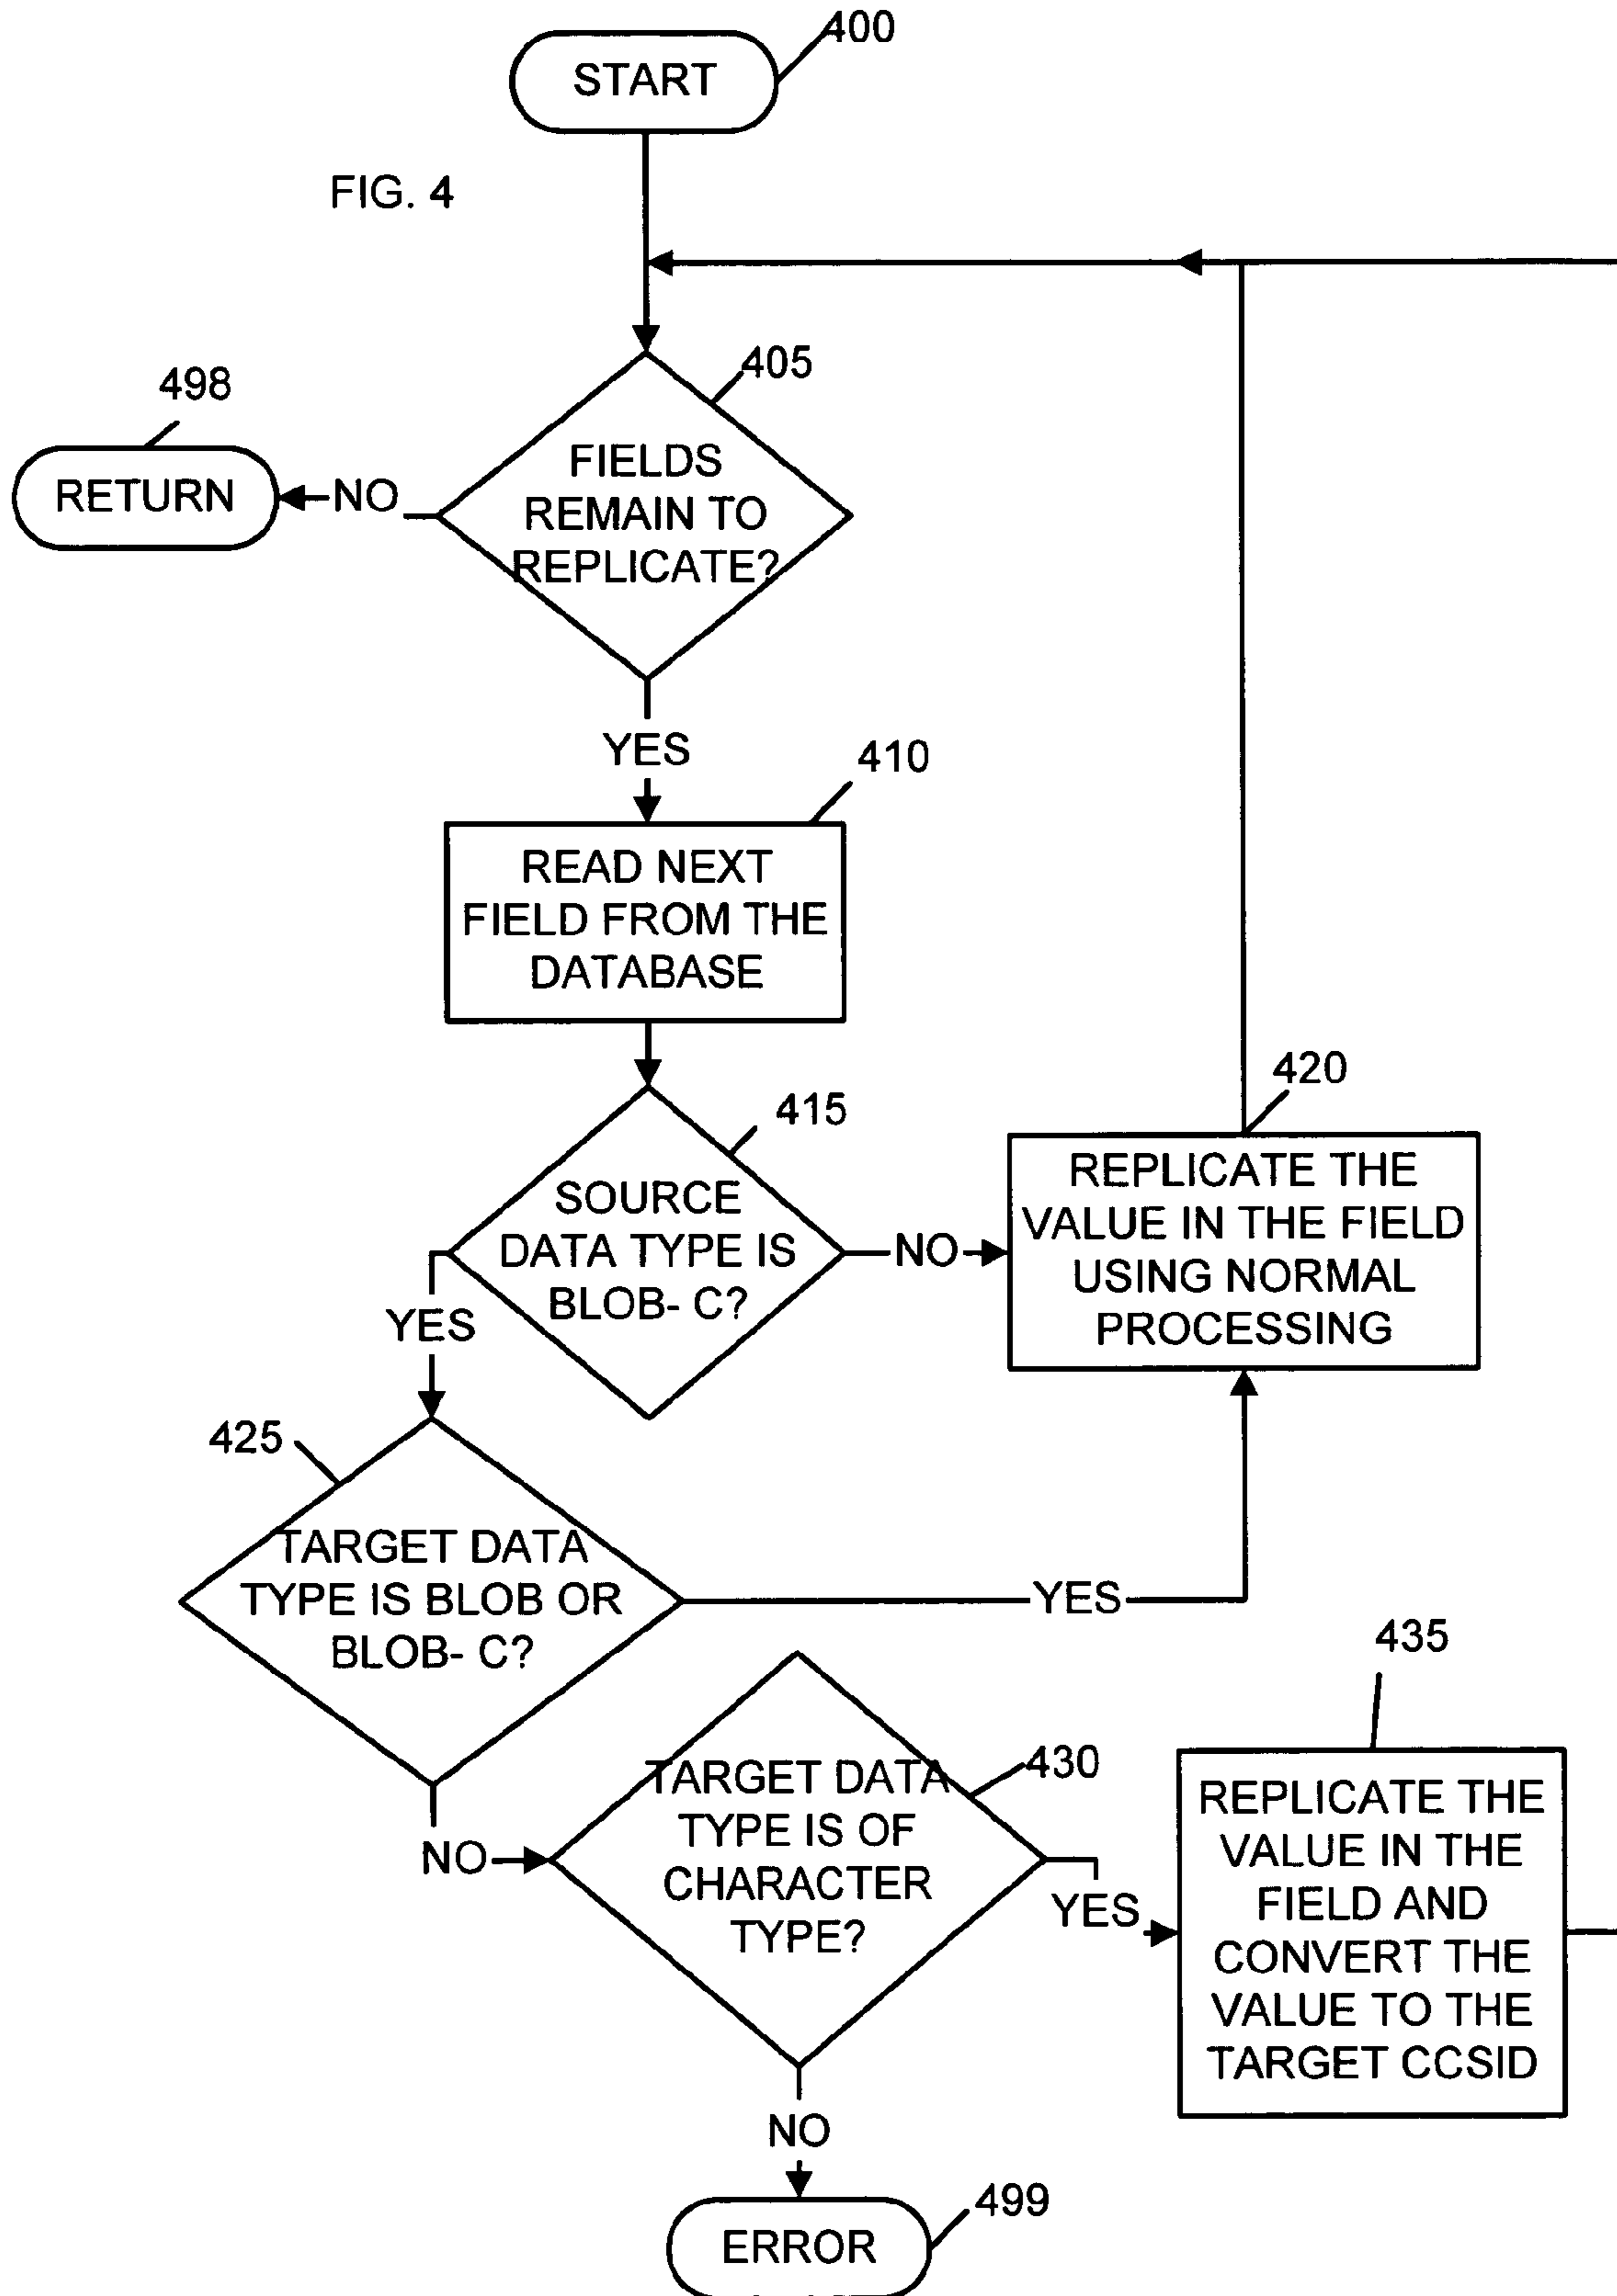 400
START
FIG. 4
405
498
FIELDS
REMAIN TO
REPLICATE?
RETURN
NO
YES
410
READ NEXT
FIELD FROM THE
DATABASE
415
420
SOURCE
DATA TYPE IS
BLOB- C?
NO
REPLICATE THE
VALUE IN THE FIELD
USING NORMAL
PROCESSING
YES
425
TARGET DATA
TYPE IS BLOB OR
BLOB- C?
YES
435
430
TARGET DATA
TYPE IS OF
CHARACTER
TYPE?
NO
YES
REPLICATE THE
VALUE IN THE
FIELD AND
CONVERT THE
VALUE TO THE
TARGET CCSID
NO
499
ERROR